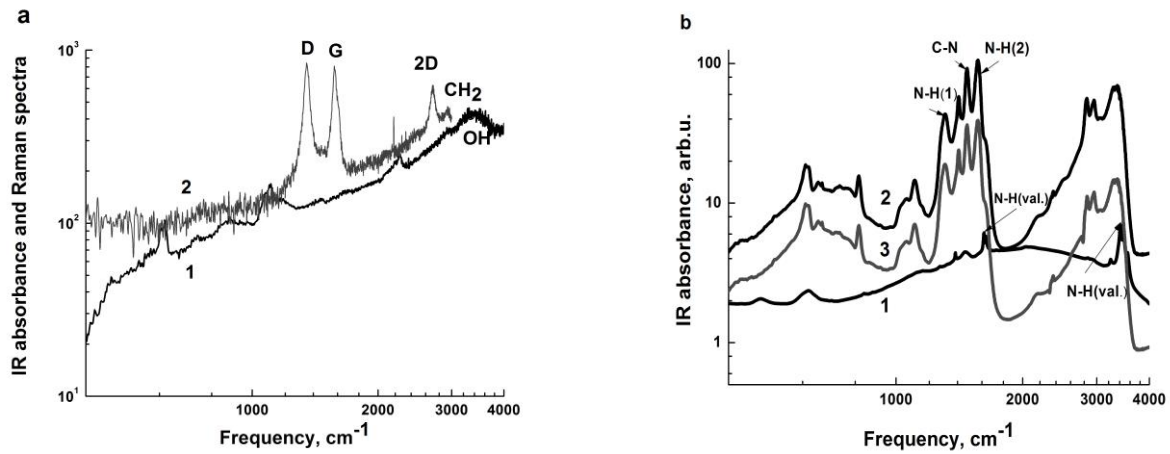 a
IR absorbance and Raman spectra
10³
10²
10¹
D
G
2D
CH₂
OH
2
1
1000
2000
3000
4000
Frequency, cm⁻¹
b
IR absorbance, arb.u.
100
10
1
C-N
N-H(2)
N-H(1)
N-H(val.)
N-H(val.)
2
3
1
1000
2000
3000
4000
Frequency, cm⁻¹